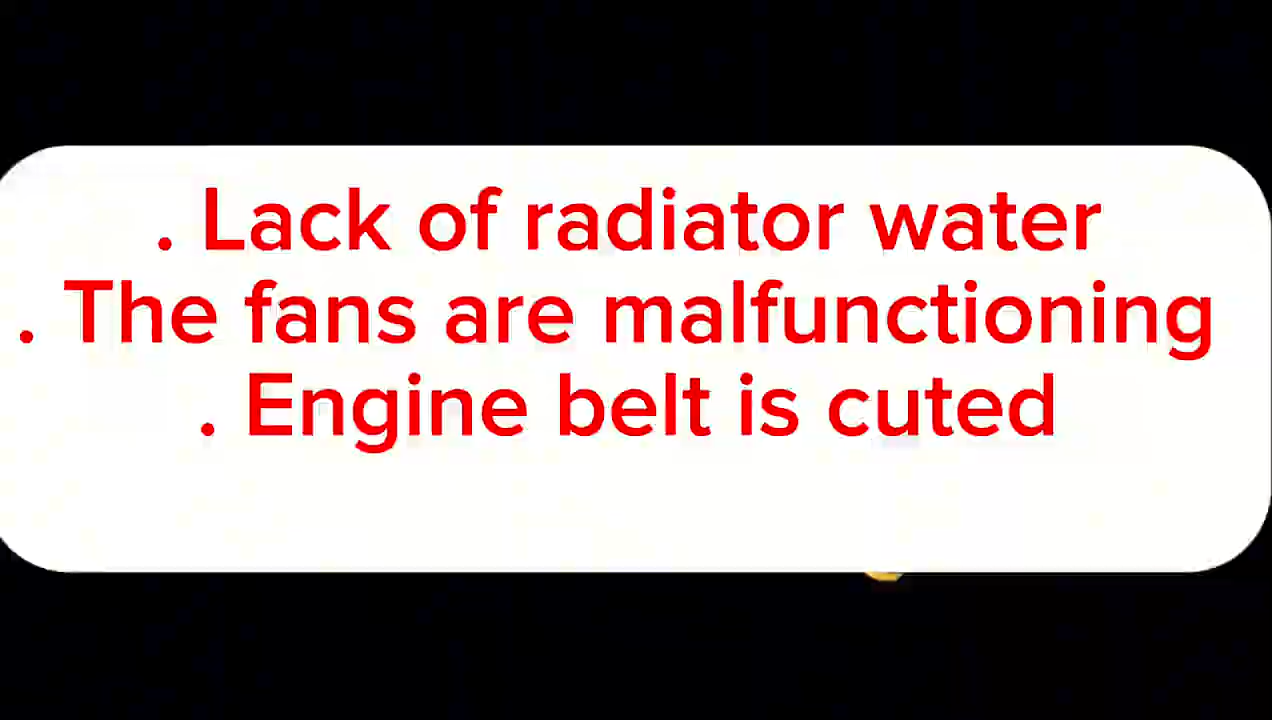 . Lack of radiator water
. The fans are malfunctioning
. Engine belt is cuted